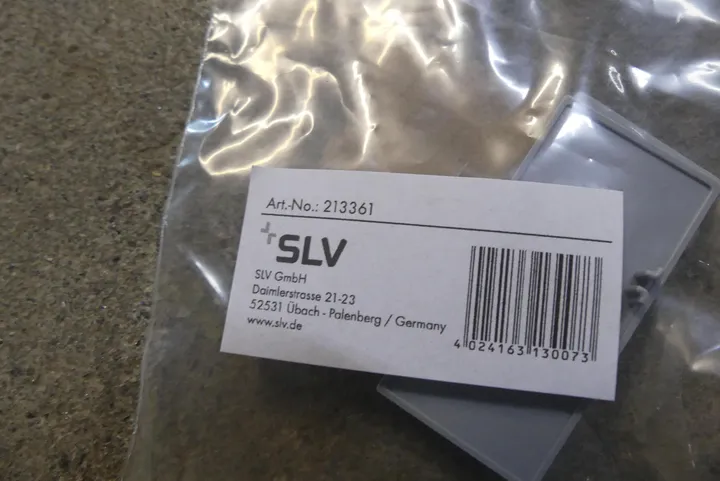 Art.-No.: 213361
SLV
SLV GmbH
Daimlerstrasse 21-23
52531 Übach - Palenberg / Germany
www.slv.de
4 024163 130073